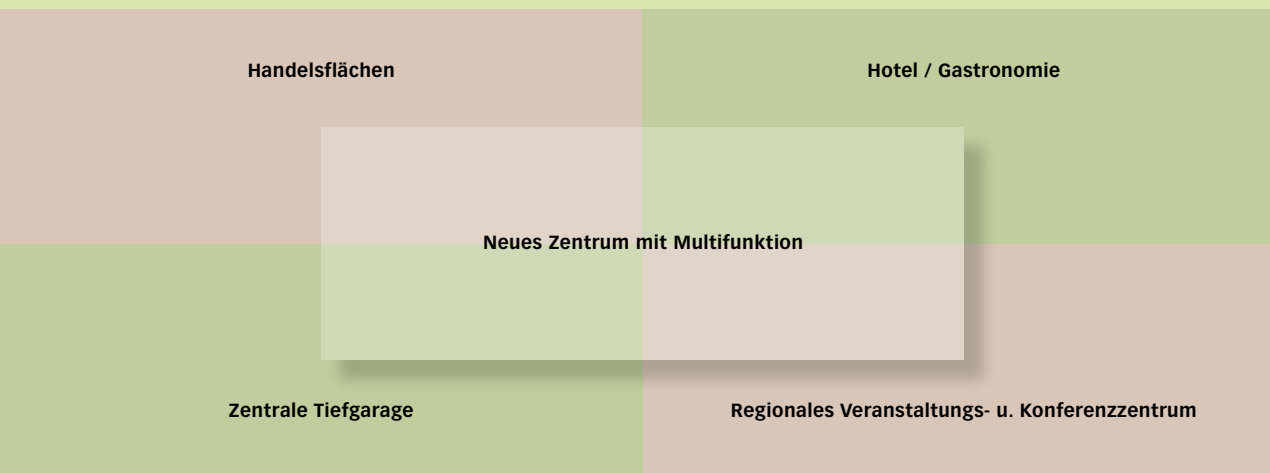 Handelsflächen
Hotel / Gastronomie
Neues Zentrum mit Multifunktion
Zentrale Tiefgarage
Regionales Veranstaltungs- u. Konferenzzentrum